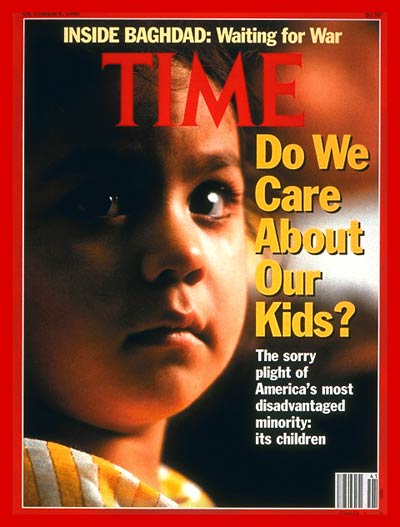 INSIDE BAGHDAD: Waiting for War
TIME
Do We
Care
About
Our
Kids?
The sorry
plight of
America's most
disadvantaged
minority:
its children